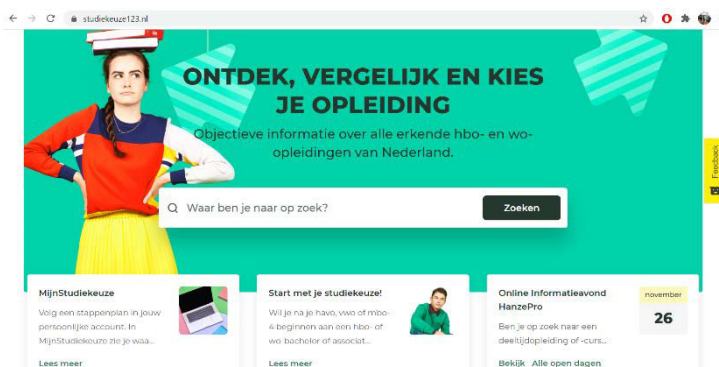 studiekeuze123.nl
ONTDEK, VERGELIJK EN KIES
JE OPLEIDING
Objectieve informatie over alle erkende hbo- en wo-
opleidingen van Nederland.
Waar ben je naar op zoek?
Zoeken
Feedback
MijnStudiekeuze
Volg een stappenplan in jouw
persoonlijke account. In
MijnStudiekeuze zie je waa...
Lees meer
Start met je studiekeuze!
Wil je na je havo, vwo of mbo-
4 beginnen aan een hbo- of
wo-bachelor of associat...
Lees meer
Online Informatieavond
HanzePro
Ben je op zoek naar een
deeltijdopleiding of -curs...
Bekijk Alle open dagen
november
26